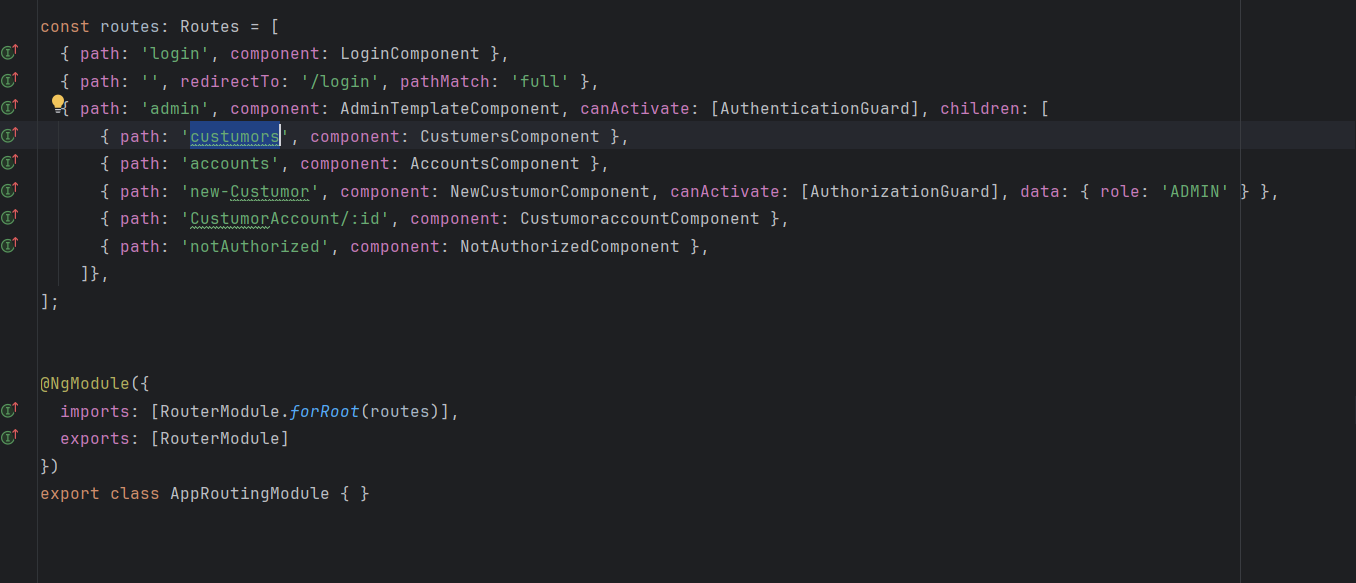 const routes: Routes = [
{ path: 'login', component: LoginComponent },
{ path: '', redirectTo: '/login', pathMatch: 'full' },
{ path: 'admin', component: AdminTemplateComponent, canActivate: [AuthenticationGuard], children: [
{ path: 'custumors', component: CustumersComponent },
{ path: 'accounts', component: AccountsComponent },
{ path: 'new-Custumor', component: NewCustumorComponent, canActivate: [AuthorizationGuard], data: { role: 'ADMIN' } },
{ path: 'CustumorAccount/:id', component: CustumoraccountComponent },
{ path: 'notAuthorized', component: NotAuthorizedComponent },
]},
];
@NgModule({
imports: [RouterModule.forRoot(routes)],
exports: [RouterModule]
})
export class AppRoutingModule { }